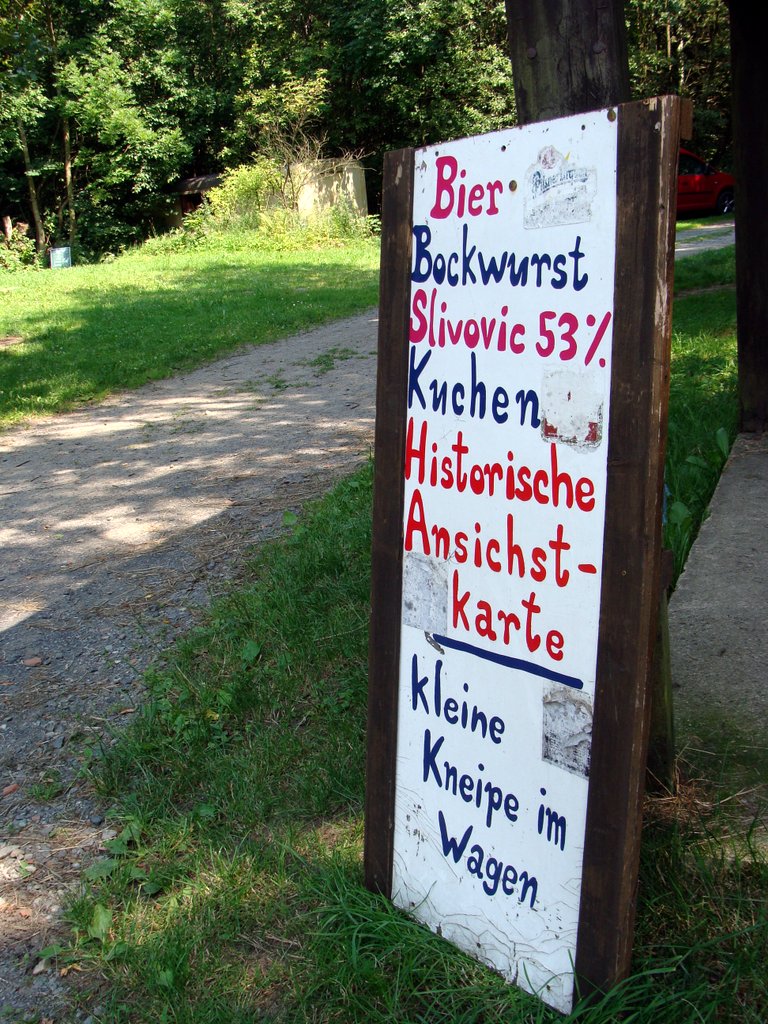 Bier
Bockwurst
Slivovic 53%
Kuchen
Historische
Ansichst-
karte
kleine
Kneipe im
Wagen